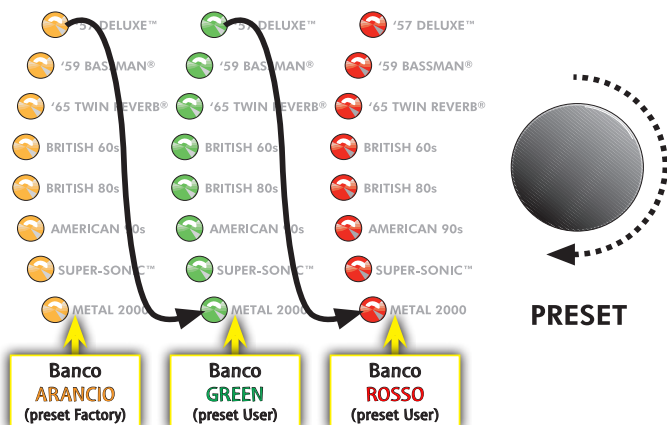 '57 DELUXE™
'59 BASSMAN®
'65 TWIN REVERB®
BRITISH 60s
BRITISH 80s
AMERICAN 90s
SUPER-SONIC™
METAL 2000
'57 DELUXE™
'59 BASSMAN®
'65 TWIN REVERB®
BRITISH 60s
BRITISH 80s
AMERICAN 90s
SUPER-SONIC™
METAL 2000
'57 DELUXE™
'59 BASSMAN®
'65 TWIN REVERB®
BRITISH 60s
BRITISH 80s
AMERICAN 90s
SUPER-SONIC™
METAL 2000
PRESET
Banco
ARANCIO
(preset Factory)
Banco
GREEN
(preset User)
Banco
ROSSO
(preset User)